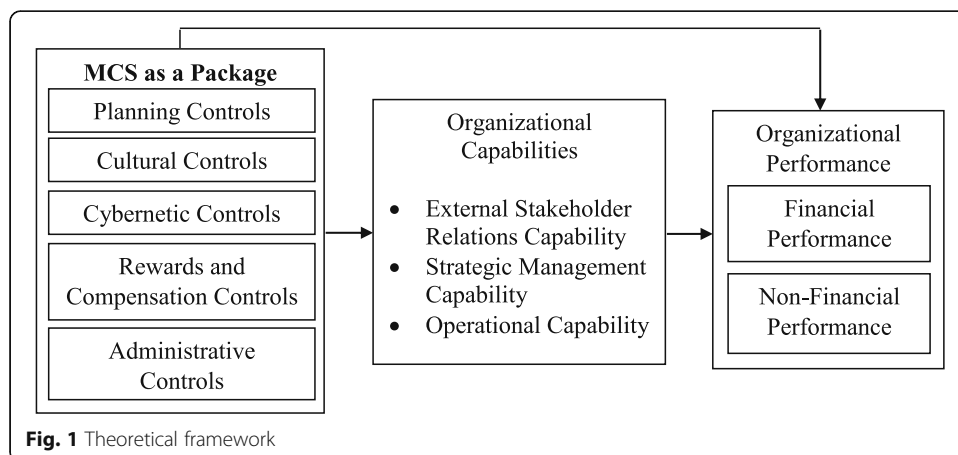 MCS as a Package
Planning Controls
Cultural Controls
Cybernetic Controls
Rewards and
Compensation Controls
Administrative
Controls
Organizational
Capabilities
• External Stakeholder
Relations Capability
• Strategic Management
Capability
• Operational Capability
Organizational
Performance
Financial
Performance
Non-Financial
Performance
Fig. 1 Theoretical framework